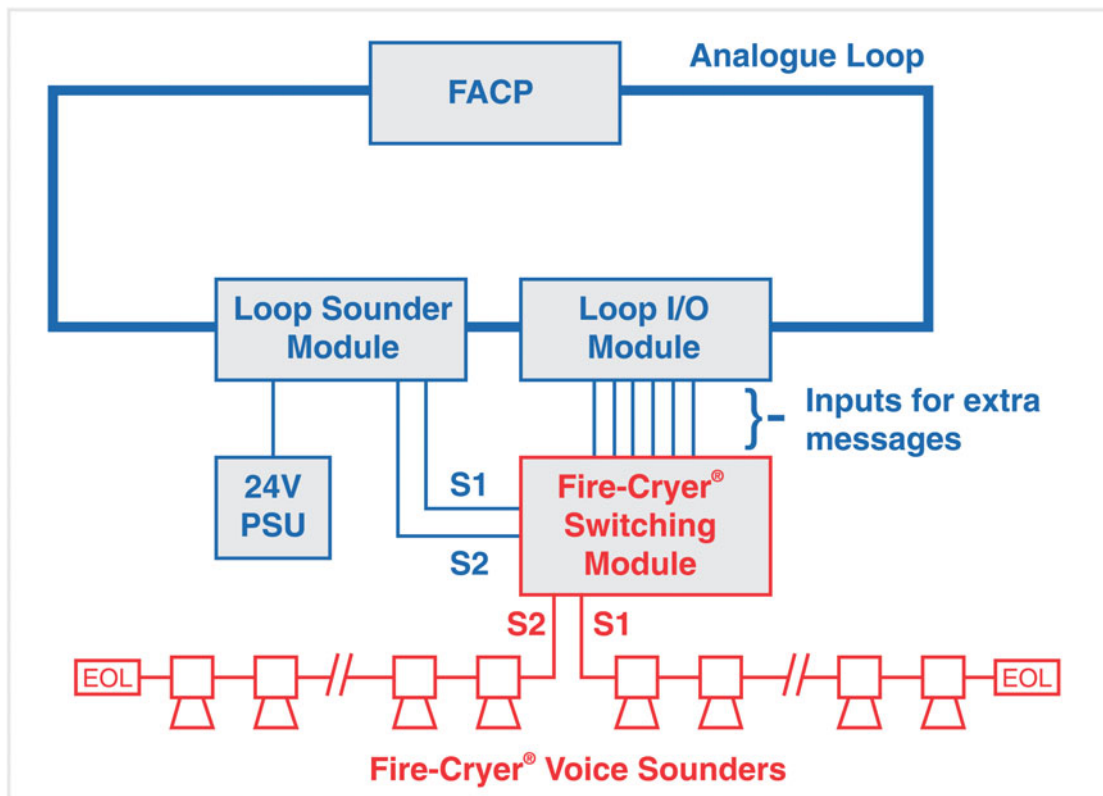 FACP
Analogue Loop
Loop Sounder
Module
Loop I/O
Module
Inputs for extra
messages
24V
PSU
S1
S2
Fire-Cryer®
Switching
Module
S2
S1
EOL
EOL
Fire-Cryer® Voice Sounders